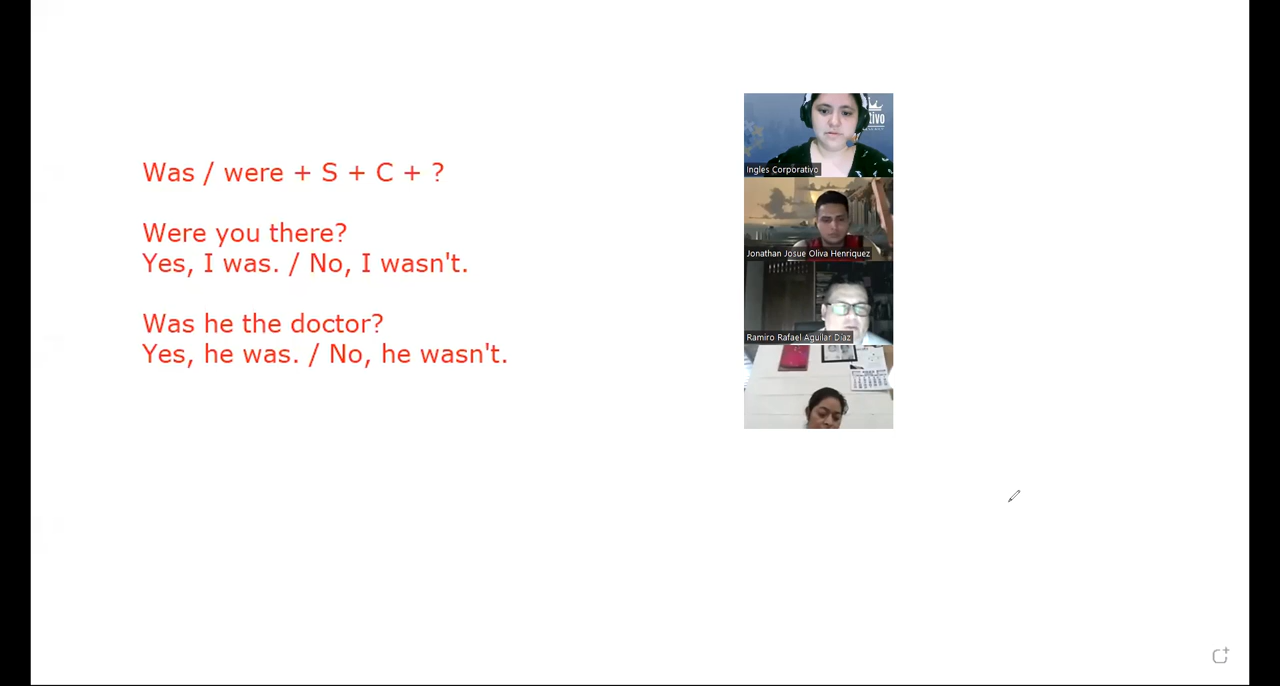 Was / were + S + C + ?
Were you there?
Yes, I was. / No, I wasn't.
Was he the doctor?
Yes, he was. / No, he wasn't.
Ingles Corporativo
Jonathan Josue Oliva Henriquez
Ramiro Rafael Aguilar Diaz